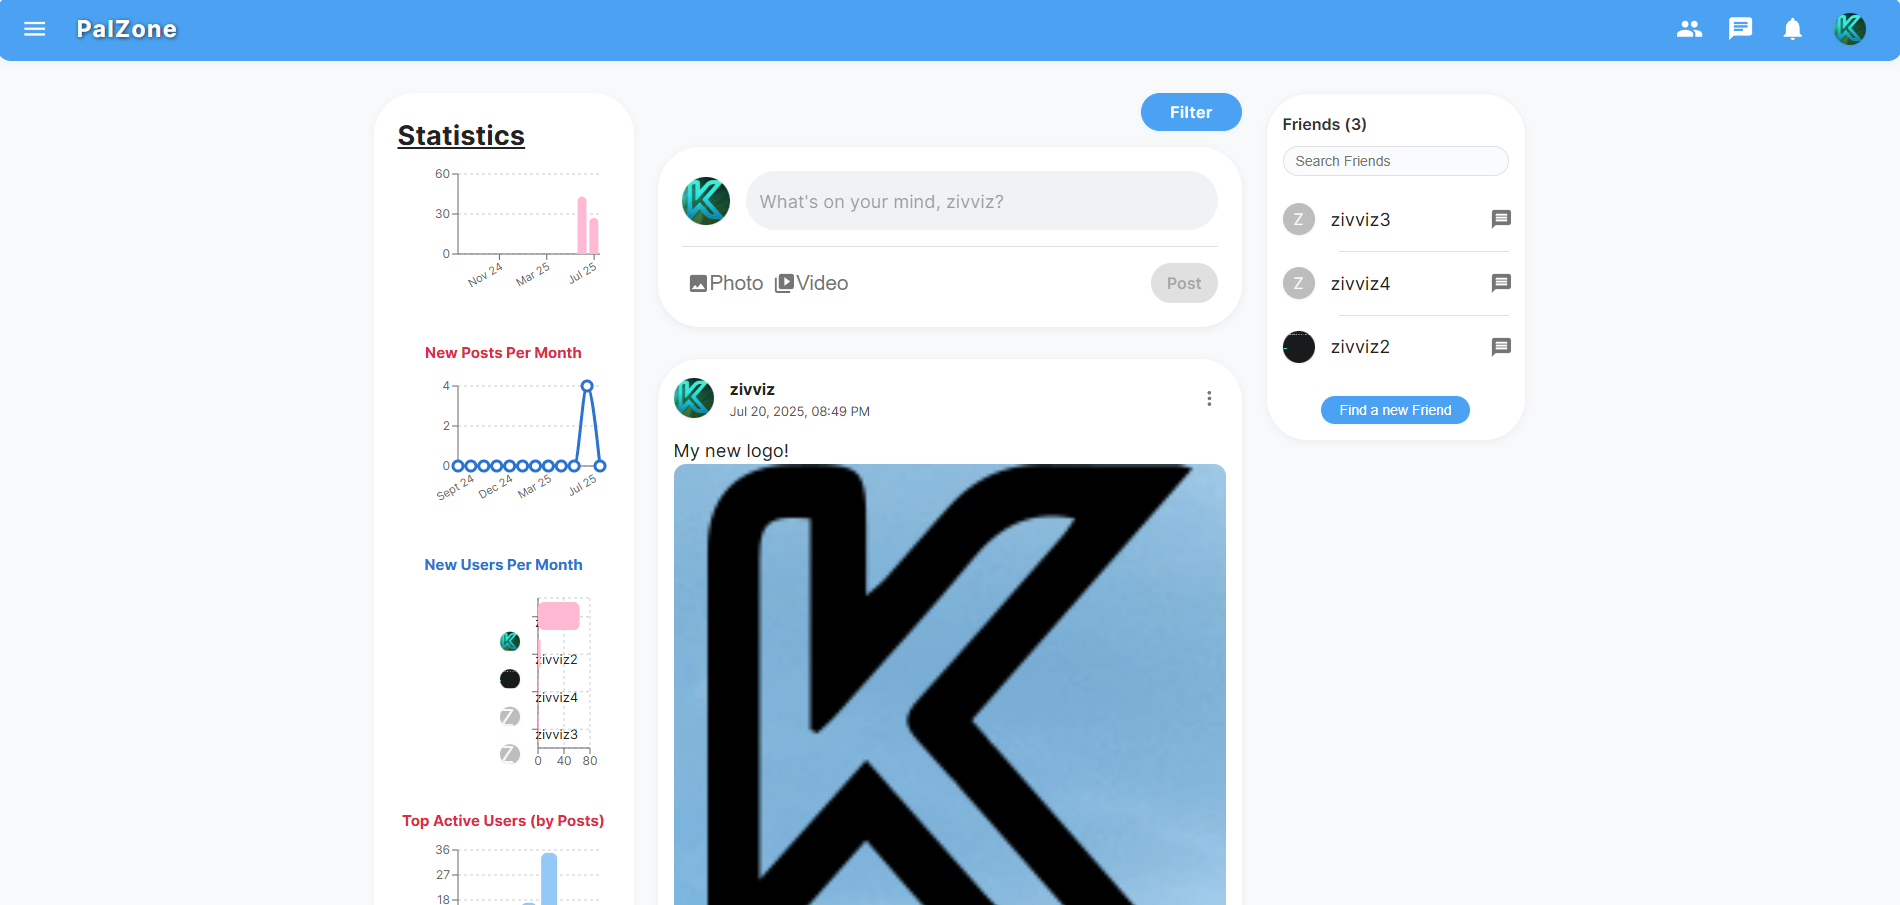 PalZone
Statistics
60
30
0
Nov 24
Mar 25
Jul 25
New Posts Per Month
4
2
0
Sept 24
Dec 24
Mar 25
Jul 25
New Users Per Month
zivviz2
zivviz4
zivviz3
0 40 80
Top Active Users (by Posts)
36
27
18
Filter
What's on your mind, zivviz?
Photo Video Post
zivviz
Jul 20, 2025, 08:49 PM
My new logo!
Friends (3)
Search Friends
Z zivviz3
Z zivviz4
zivviz2
Find a new Friend